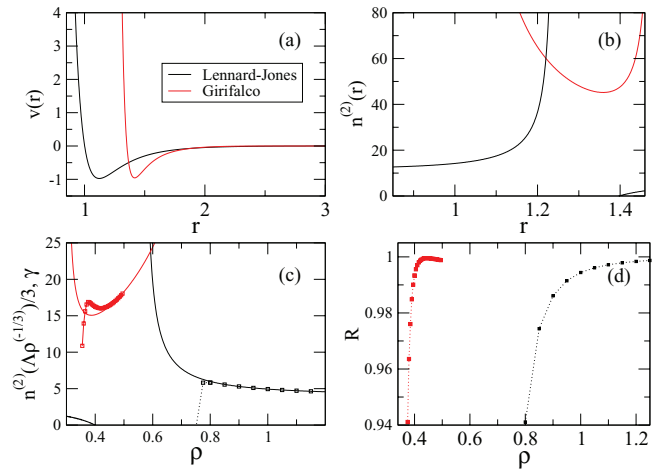 4
3
2
1
0
-1
v(r)
(a)
Lennard-Jones
Girifalco
1
2
3
r
80
60
40
20
0
n^{(2)}(r)
(b)
1
1.2
1.4
r
25
20
15
10
5
0
n^{(2)}(Λρ^{(-1/3)})/3, γ
(c)
0.4
0.6
0.8
1
ρ
1
0.98
0.96
0.94
R
(d)
0.4
0.6
0.8
1
1.2
ρ